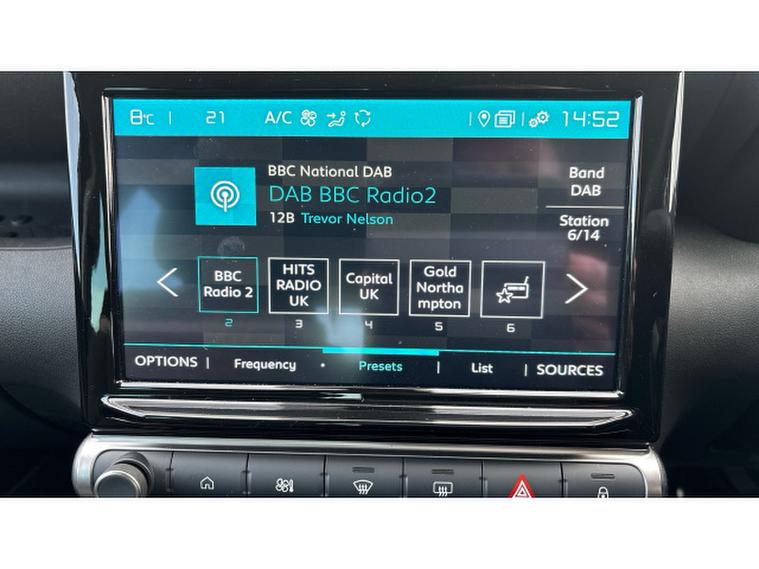 8°C | 21 A/C | | 14:52
BBC National DAB
DAB BBC Radio2
12B Trevor Nelson
Band
DAB
Station
6/14
BBC
Radio 2
2
HITS
RADIO
UK
3
Capital
UK
4
Gold
Northa
mpton
5
6
OPTIONS | Frequency • Presets | List | SOURCES